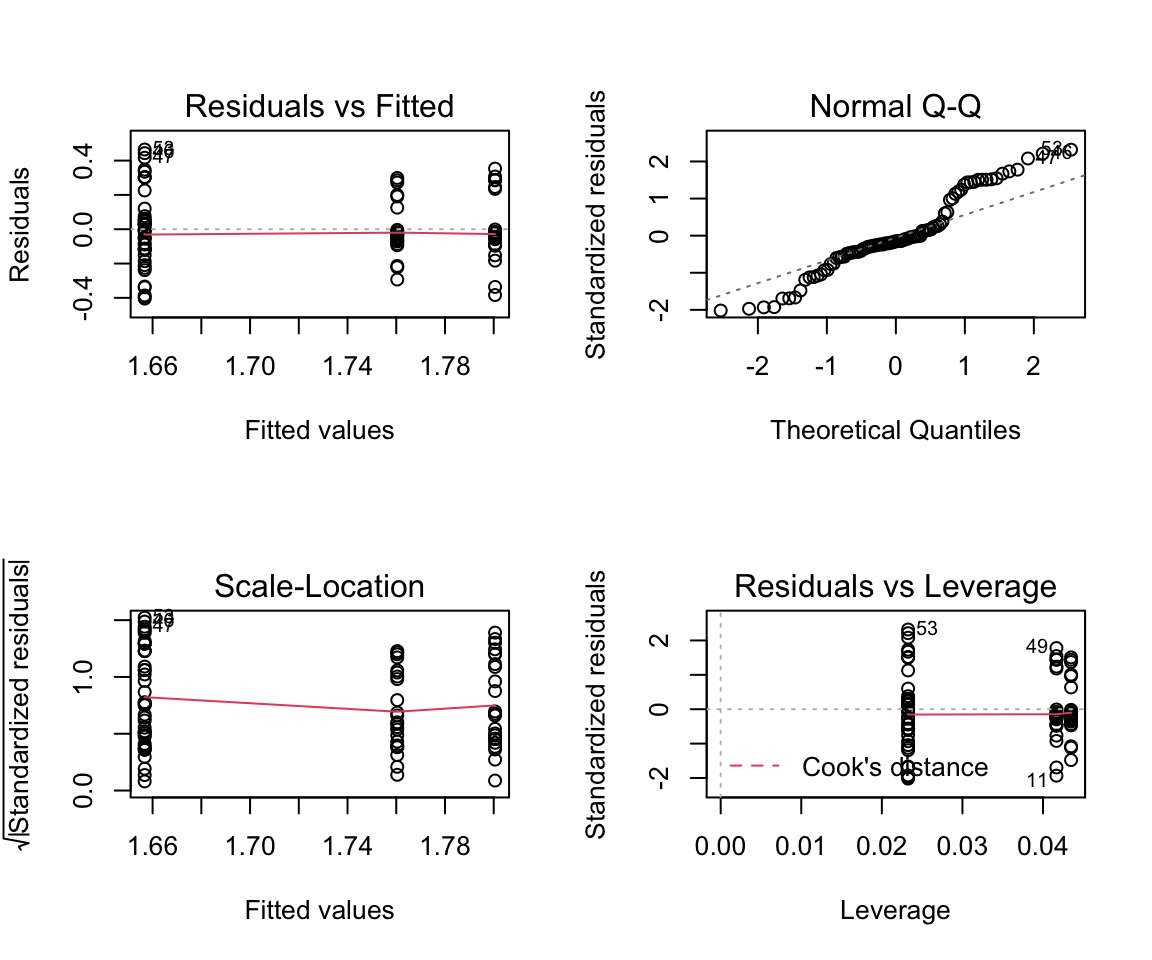 Residuals vs Fitted
Residuals
-0.4 0.0 0.4
53
47
1.66 1.70 1.74 1.78
Fitted values
Normal Q-Q
Standardized residuals
-2 0 1 2
-2 -1 0 1 2
Theoretical Quantiles
Scale-Location
√|Standardized residuals|
0.0 1.0
53
47
1.66 1.70 1.74 1.78
Fitted values
Residuals vs Leverage
Standardized residuals
-2 0 2
53
49
11
Cook's distance
0.00 0.01 0.02 0.03 0.04
Leverage